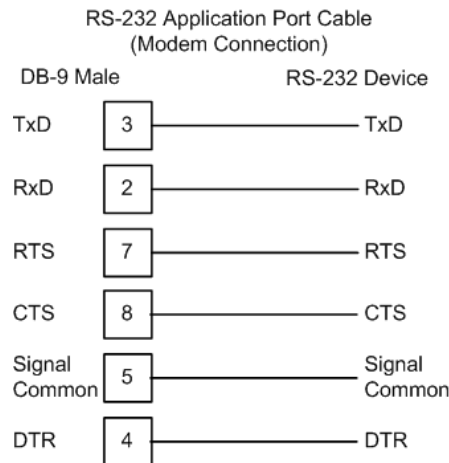 RS-232 Application Port Cable
(Modem Connection)
DB-9 Male RS-232 Device
TxD 3 TxD
RxD 2 RxD
RTS 7 RTS
CTS 8 CTS
Signal Common 5 Signal Common
DTR 4 DTR